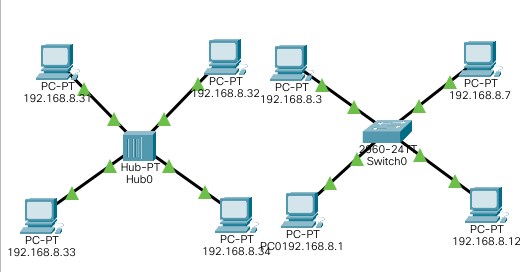 PC-PT
192.168.8.31
PC-PT
192.168.8.32
PC-PT
192.168.8.3
PC-PT
192.168.8.7
Hub-PT
Hub0
2960-24TT
Switch0
PC-PT
192.168.8.33
PC-PT
192.168.8.34
PC-PT
PC0192.168.8.1
PC-PT
192.168.8.12